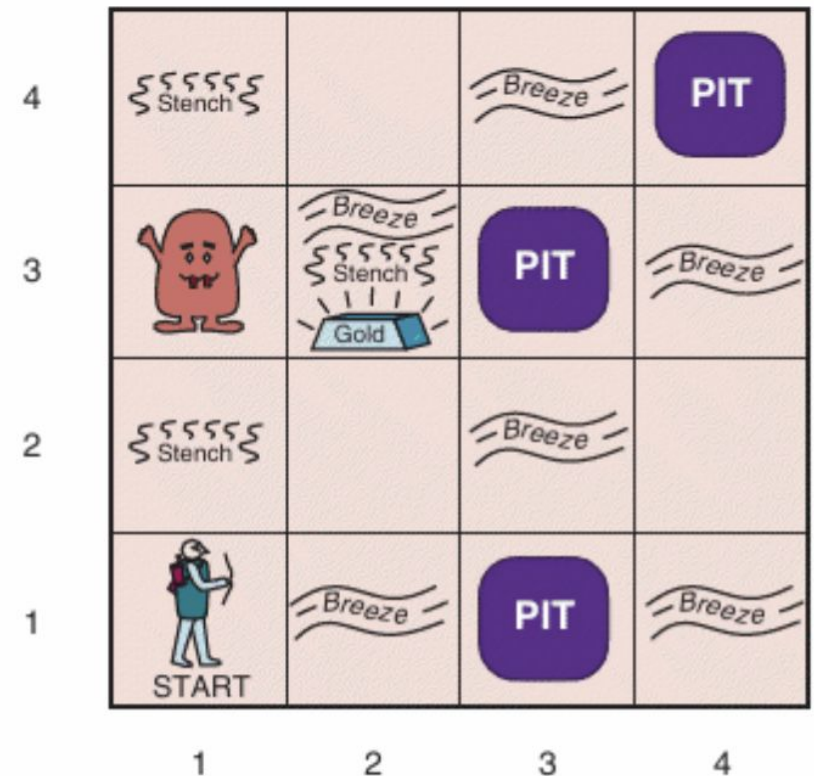 4
Stench
Breeze
PIT
3
Breeze
Stench
Gold
PIT
Breeze
2
Stench
Breeze
1
START
Breeze
PIT
Breeze
1 2 3 4